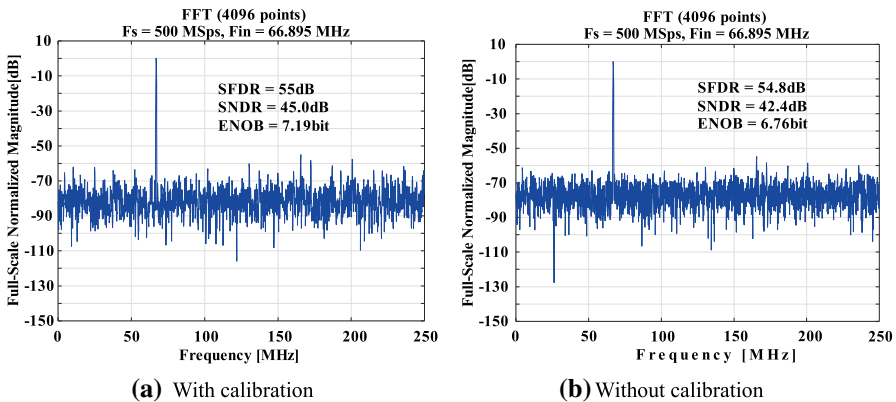 FFT (4096 points)
Fs = 500 MSps, Fin = 66.895 MHz
Full-Scale Normalized Magnitude[dB]
10
-10
-30
-50
-70
-90
-110
-130
-150
SFDR = 55dB
SNDR = 45.0dB
ENOB = 7.19bit
0 50 100 150 200 250
Frequency [MHz]
(a) With calibration
FFT (4096 points)
Fs = 500 MSps, Fin = 66.895 MHz
Full-Scale Normalized Magnitude[dB]
10
-10
-30
-50
-70
-90
-110
-130
-150
SFDR = 54.8dB
SNDR = 42.4dB
ENOB = 6.76bit
0 50 100 150 200 250
Frequency [MHz]
(b) Without calibration